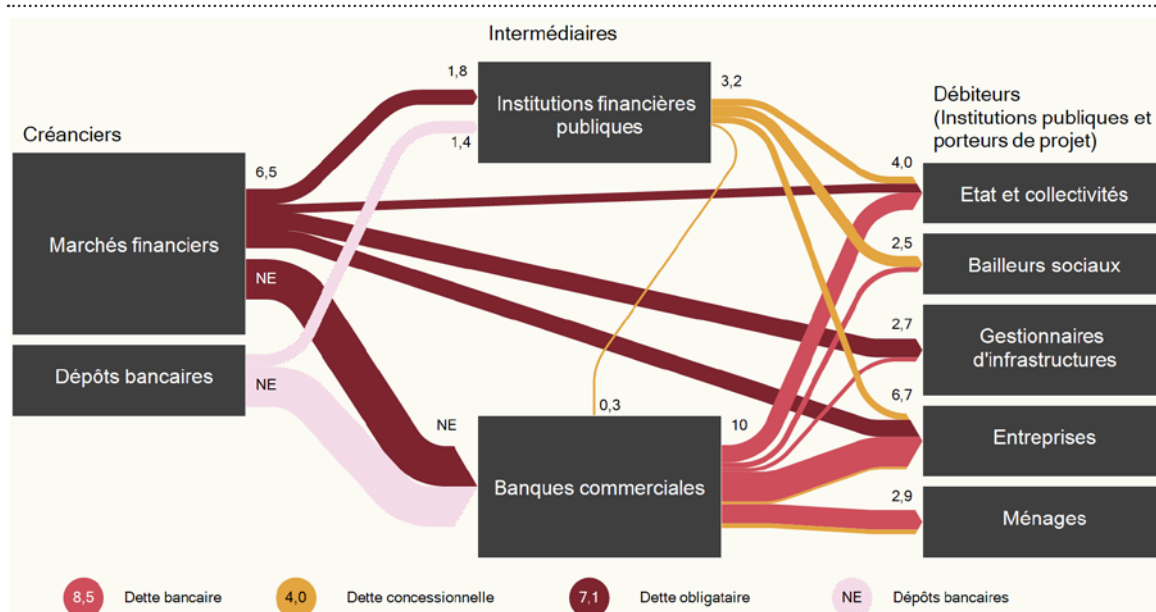 Intermédiaires
1,8
3,2
Institutions financières
publiques
Débiteurs
(Institutions publiques et
porteurs de projet)
Créanciers
1,4
6,5
4,0
Etat et collectivités
Marchés financiers
2,5
Bailleurs sociaux
NE
2,7
Gestionnaires
d'infrastructures
Dépôts bancaires
NE
6,7
0,3
NE
10
Entreprises
Banques commerciales
2,9
Ménages
8,5 Dette bancaire 4,0 Dette concessionnelle 7,1 Dette obligataire NE Dépôts bancaires